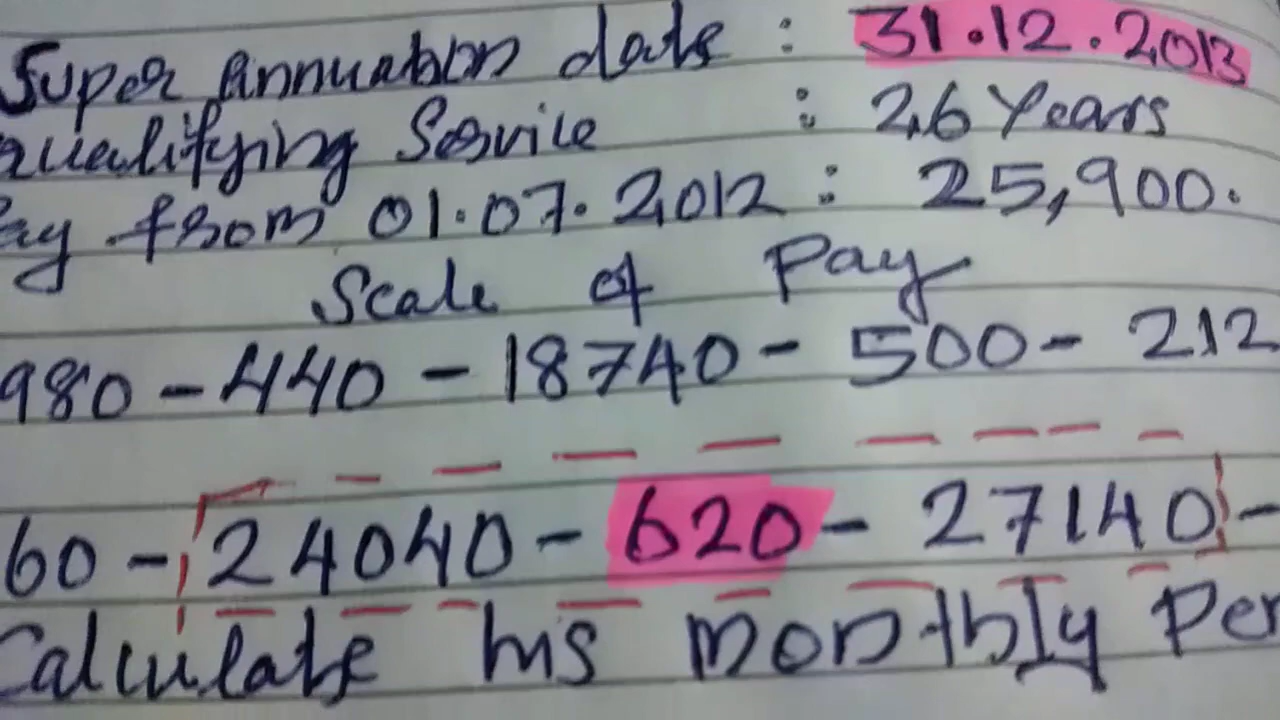 Super annuation date : 31.12.2013
qualifying Service : 26 Years
ay from 01.07.2012 : 25,900.
Scale of Pay
980 - 440 - 18740 - 500 - 212
60 - 24040 - 620 - 27140 -
Calculate his monthly Pen